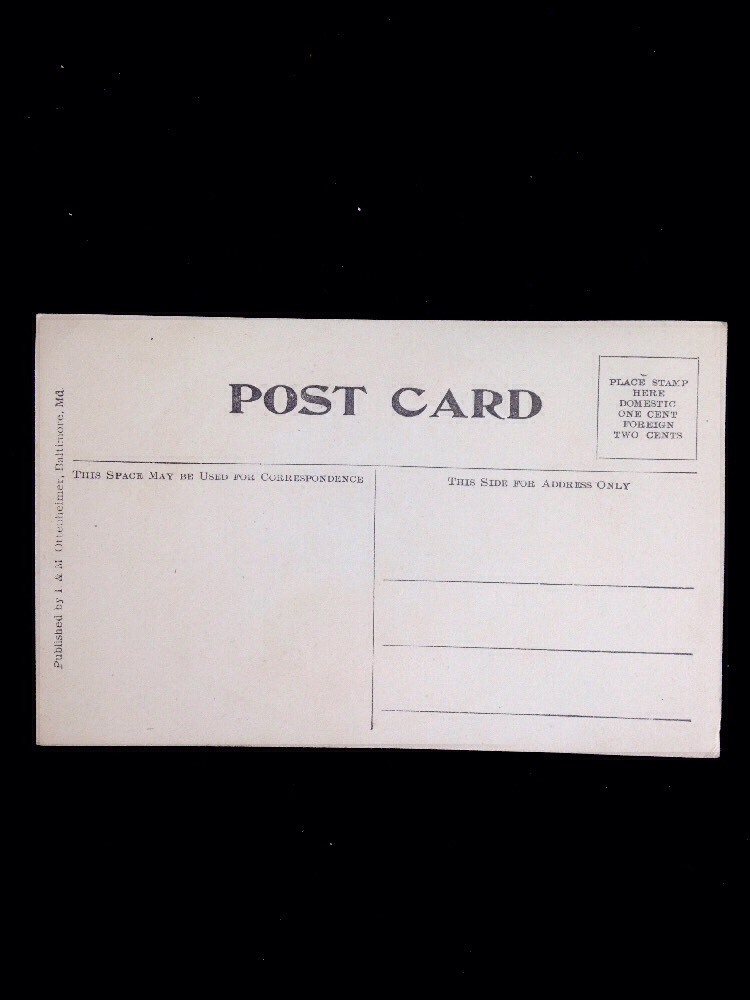 POST CARD
PLACE STAMP
HERE
DOMESTIC
ONE CENT
FOREIGN
TWO CENTS
This Space May be Used for Correspondence
This Side for Address Only
Published by I & M Ottenheimer, Baltimore, Md